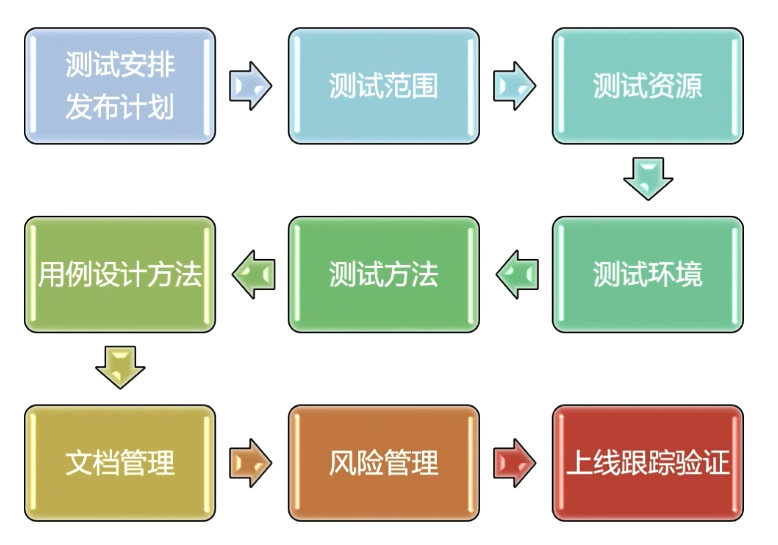 测试安排
发布计划
测试范围
测试资源
测试环境
测试方法
用例设计方法
文档管理
风险管理
上线跟踪验证